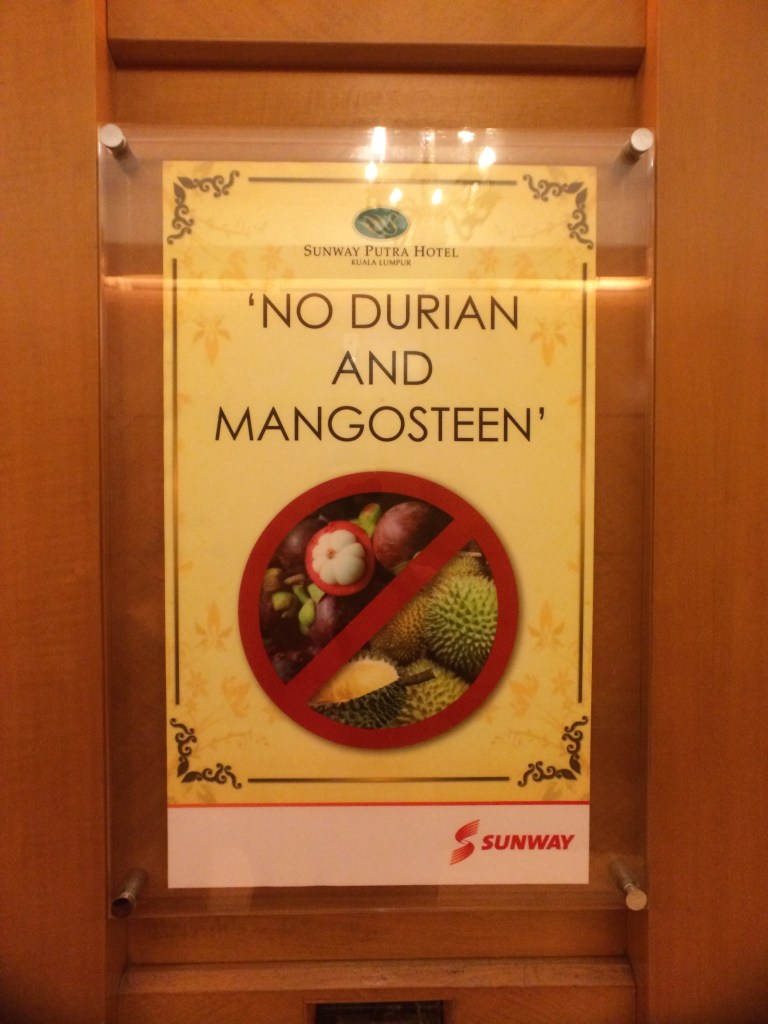 SUNWAY PUTRA HOTEL
KUALA LUMPUR
‘NO DURIAN
AND
MANGOSTEEN’
SUNWAY